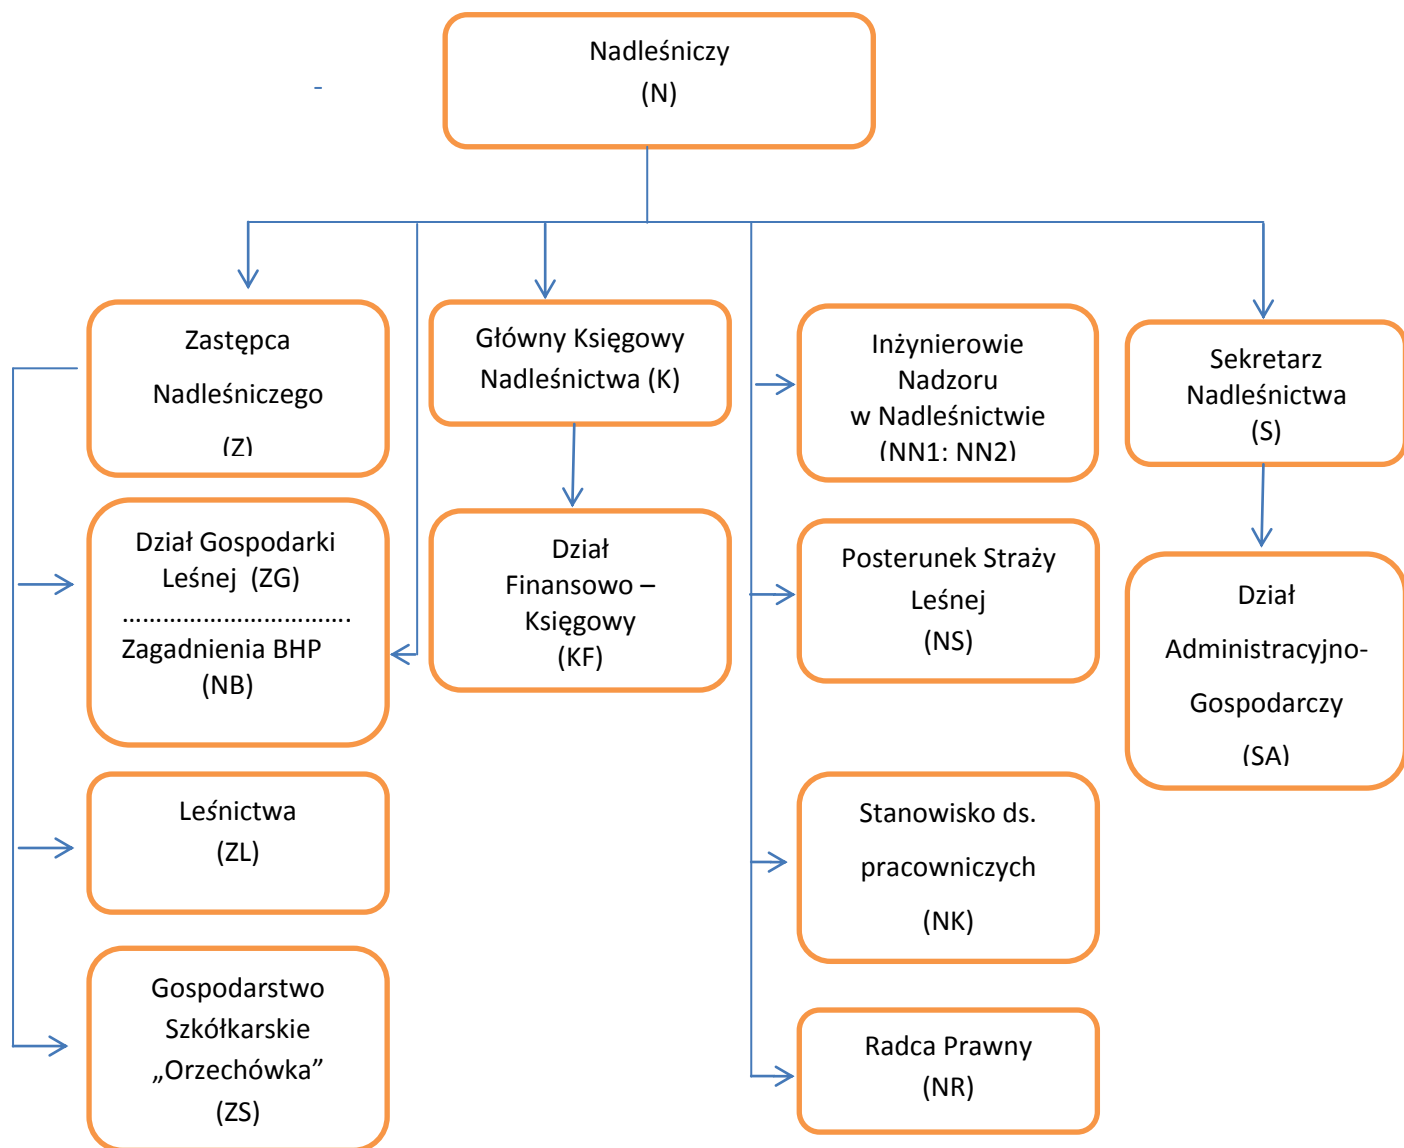 Nadleśniczy
(N)
Zastępca
Nadleśniczego
(Z)
Główny Księgowy
Nadleśnictwa (K)
Inżynierowie
Nadzoru
w Nadleśnictwie
(NN1: NN2)
Sekretarz
Nadleśnictwa
(S)
Dział Gospodarki
Leśnej (ZG)
…………………………….
Zagadnienia BHP
(NB)
Dział
Finansowo –
Księgowy
(KF)
Posterunek Straży
Leśnej
(NS)
Dział
Administracyjno-
Gospodarczy
(SA)
Leśnictwa
(ZL)
Stanowisko ds.
pracowniczych
(NK)
Gospodarstwo
Szkółkarskie
„Orzechówka”
(ZS)
Radca Prawny
(NR)